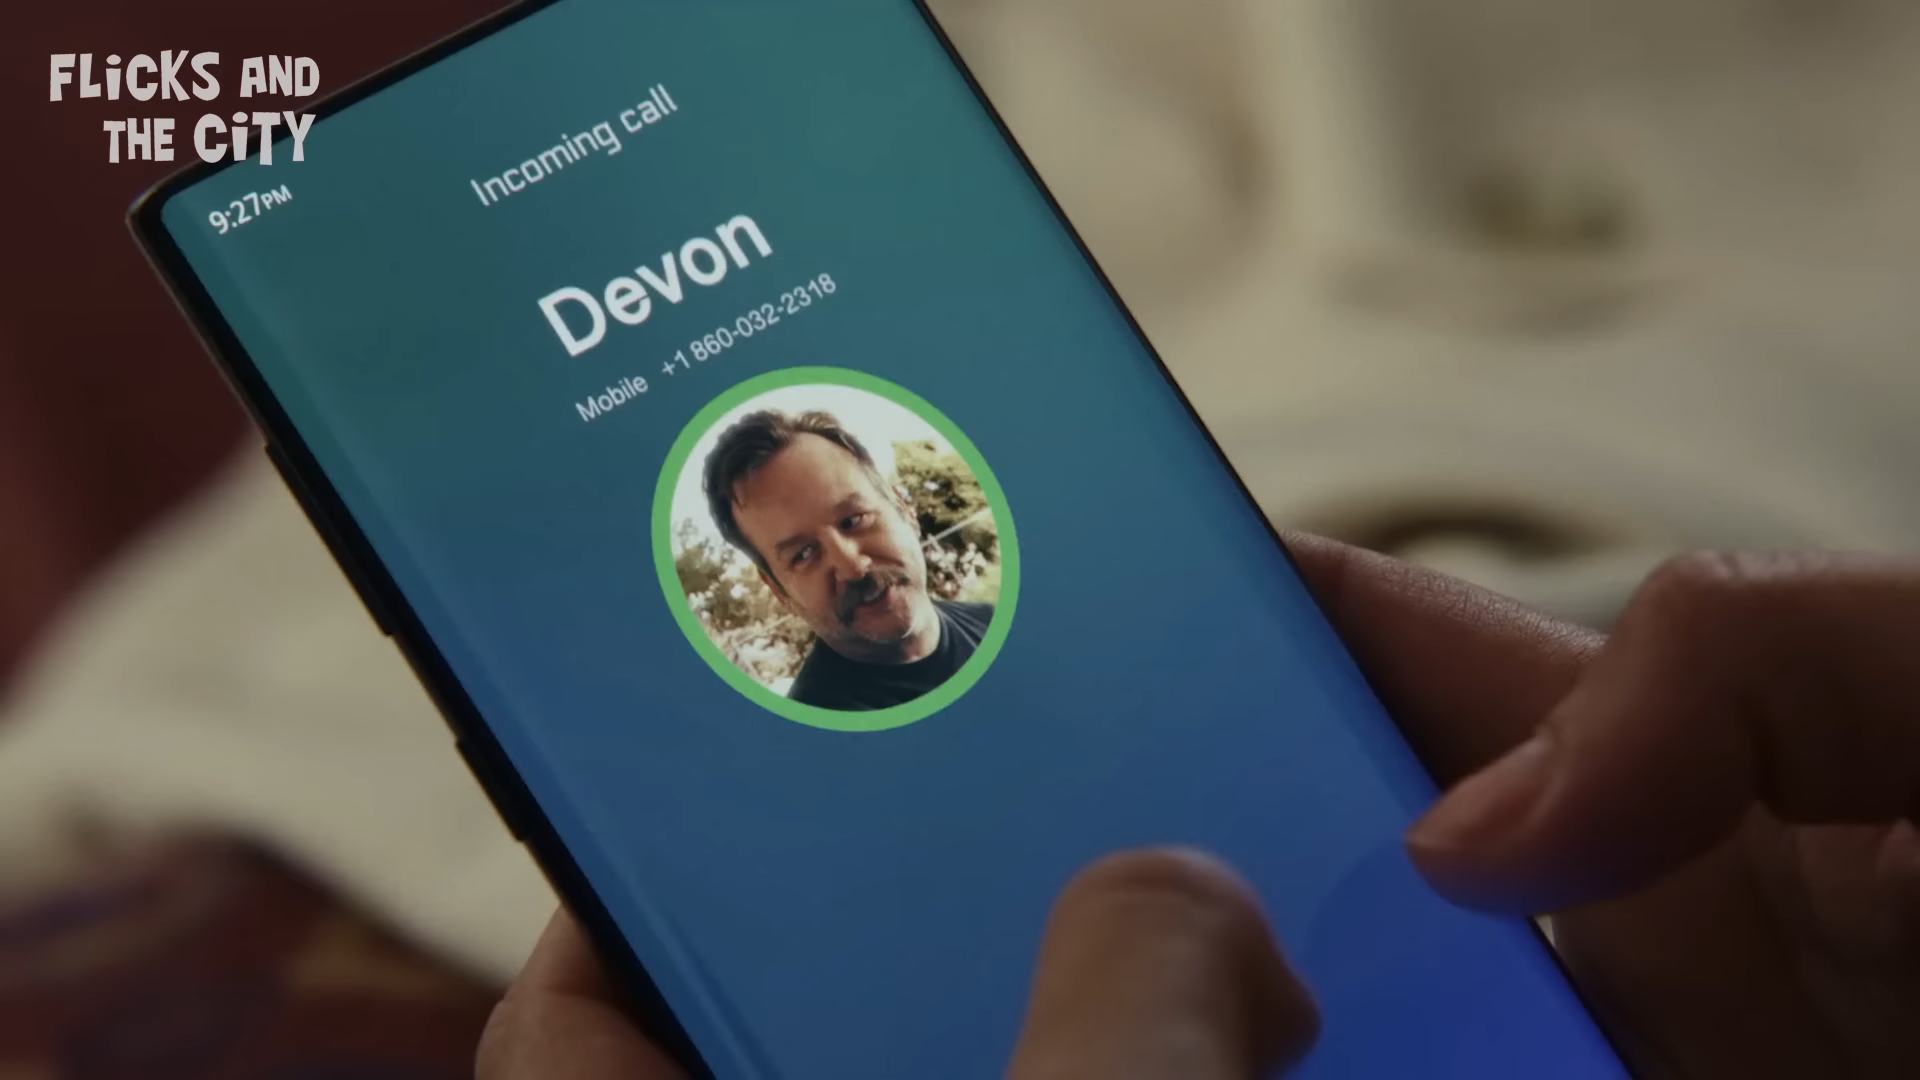 FLiCKS AND
THE CiTY
9:27PM
Incoming call
Devon
Mobile +1 860-032-2318